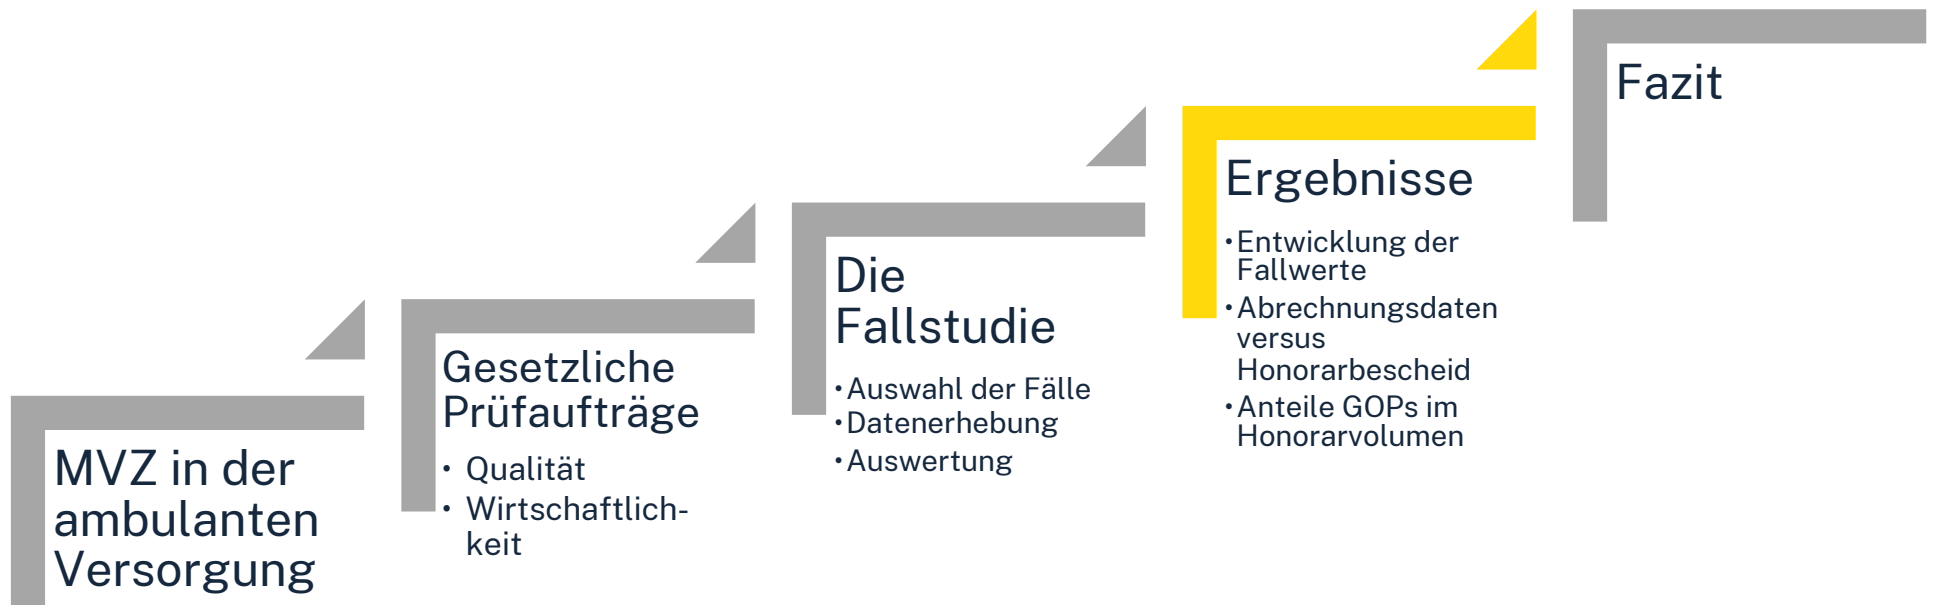 MVZ in der
ambulanten
Versorgung
Gesetzliche
Prüfaufträge
• Qualität
• Wirtschaftlich-
keit
Die
Fallstudie
• Auswahl der Fälle
• Datenerhebung
• Auswertung
Ergebnisse
• Entwicklung der
Fallwerte
• Abrechnungsdaten
versus
Honorarbescheid
• Anteile GOPs im
Honorarvolumen
Fazit